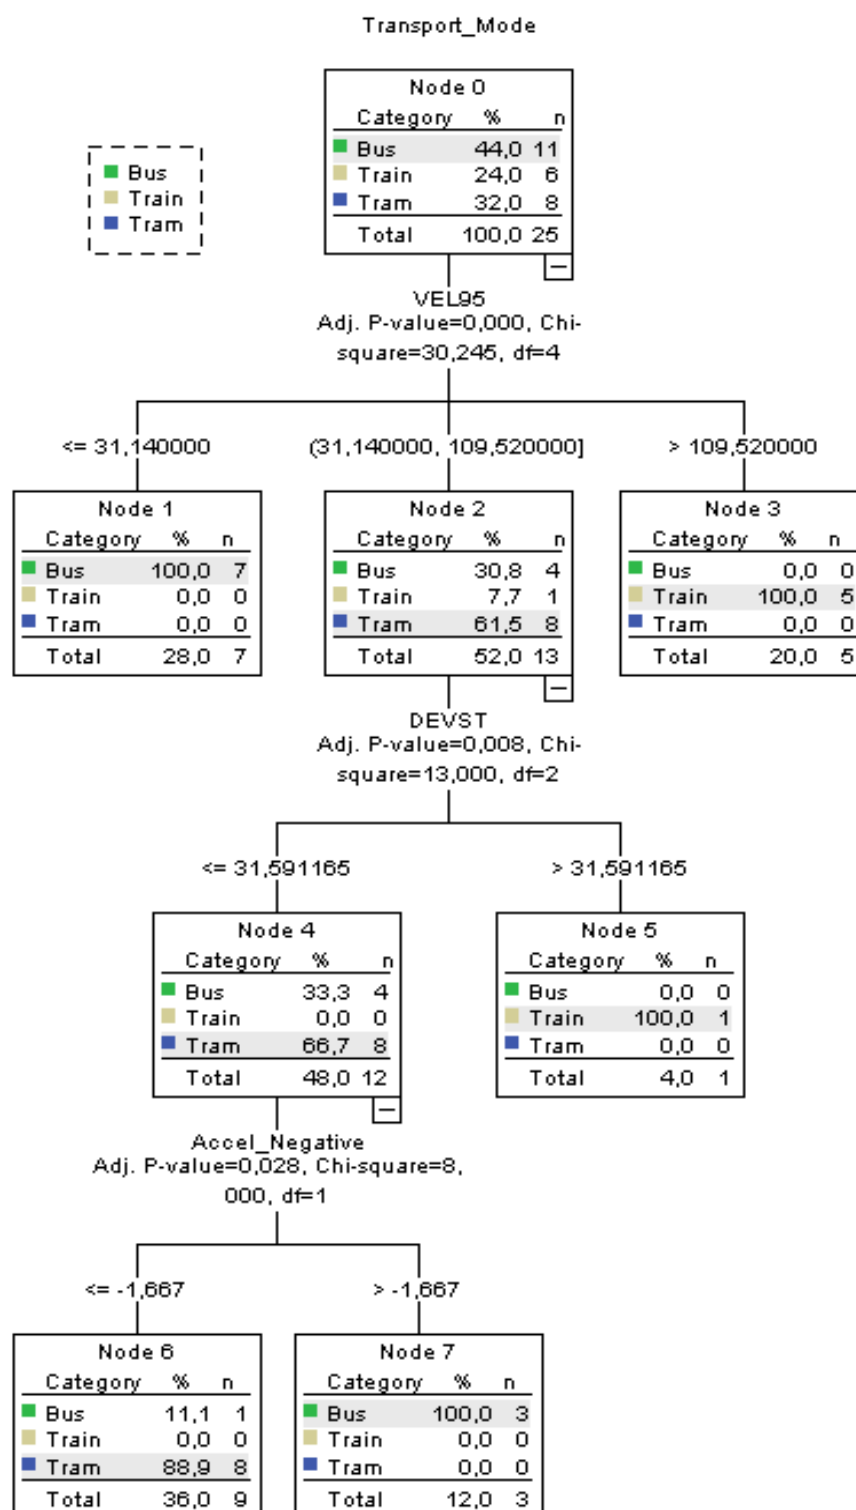 Transport_Mode
Node 0
Category % n
Bus 44,0 11
Train 24,0 6
Tram 32,0 8
Total 100,0 25
Bus
Train
Tram
VEL95
Adj. P-value=0,000, Chi-
square=30,245, df=4
<= 31,140000
(31,140000, 109,520000]
> 109,520000
Node 1
Category % n
Bus 100,0 7
Train 0,0 0
Tram 0,0 0
Total 28,0 7
Node 2
Category % n
Bus 30,8 4
Train 7,7 1
Tram 61,5 8
Total 52,0 13
Node 3
Category % n
Bus 0,0 0
Train 100,0 5
Tram 0,0 0
Total 20,0 5
DEVST
Adj. P-value=0,008, Chi-
square=13,000, df=2
<= 31,591165
> 31,591165
Node 4
Category % n
Bus 33,3 4
Train 0,0 0
Tram 66,7 8
Total 48,0 12
Node 5
Category % n
Bus 0,0 0
Train 100,0 1
Tram 0,0 0
Total 4,0 1
Accel_Negative
Adj. P-value=0,028, Chi-square=8,
000, df=1
<= -1,667
> -1,667
Node 6
Category % n
Bus 11,1 1
Train 0,0 0
Tram 88,9 8
Total 36,0 9
Node 7
Category % n
Bus 100,0 3
Train 0,0 0
Tram 0,0 0
Total 12,0 3